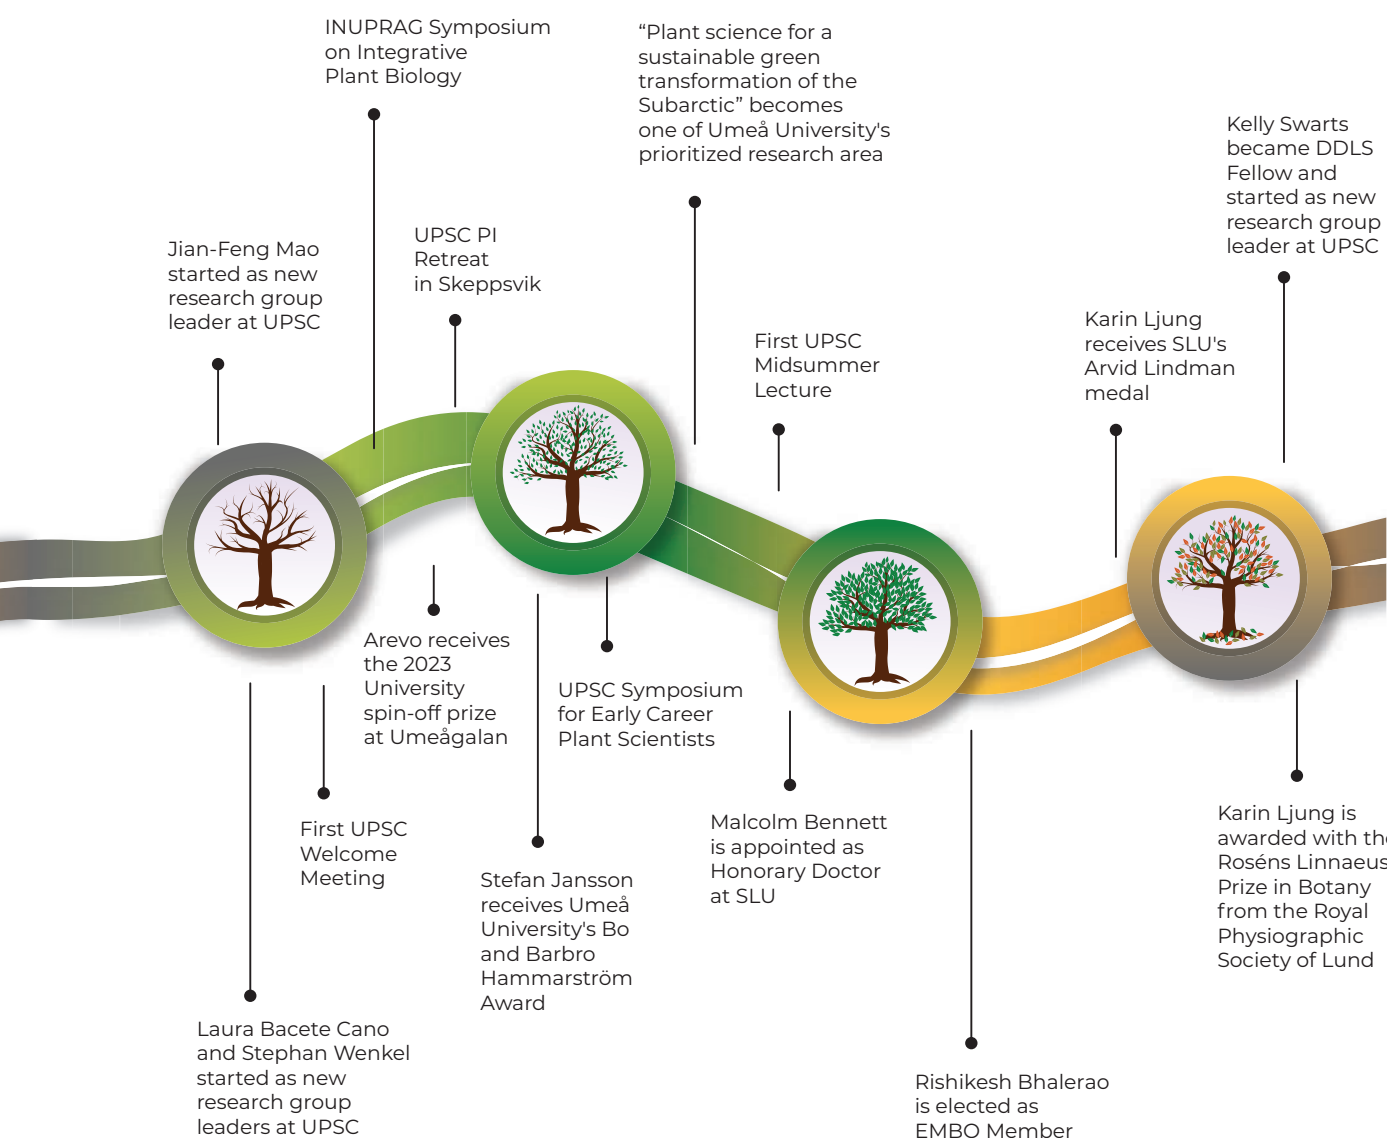 INUPRAG Symposium
on Integrative
Plant Biology
“Plant science for a
sustainable green
transformation of the
Subarctic” becomes
one of Umeå University's
prioritized research area
Kelly Swarts
became DDLS
Fellow and
started as new
research group
leader at UPSC
Jian-Feng Mao
started as new
research group
leader at UPSC
UPSC PI
Retreat
in Skeppsvik
First UPSC
Midsummer
Lecture
Karin Ljung
receives SLU's
Arvid Lindman
medal
Arevo receives
the 2023
University
spin-off prize
at Umeågalan
UPSC Symposium
for Early Career
Plant Scientists
First UPSC
Welcome
Meeting
Stefan Jansson
receives Umeå
University's Bo
and Barbro
Hammarström
Award
Malcolm Bennett
is appointed as
Honorary Doctor
at SLU
Karin Ljung is
awarded with the
Roséns Linnaeus
Prize in Botany
from the Royal
Physiographic
Society of Lund
Laura Bacete Cano
and Stephan Wenkel
started as new
research group
leaders at UPSC
Rishikesh Bhalerao
is elected as
EMBO Member